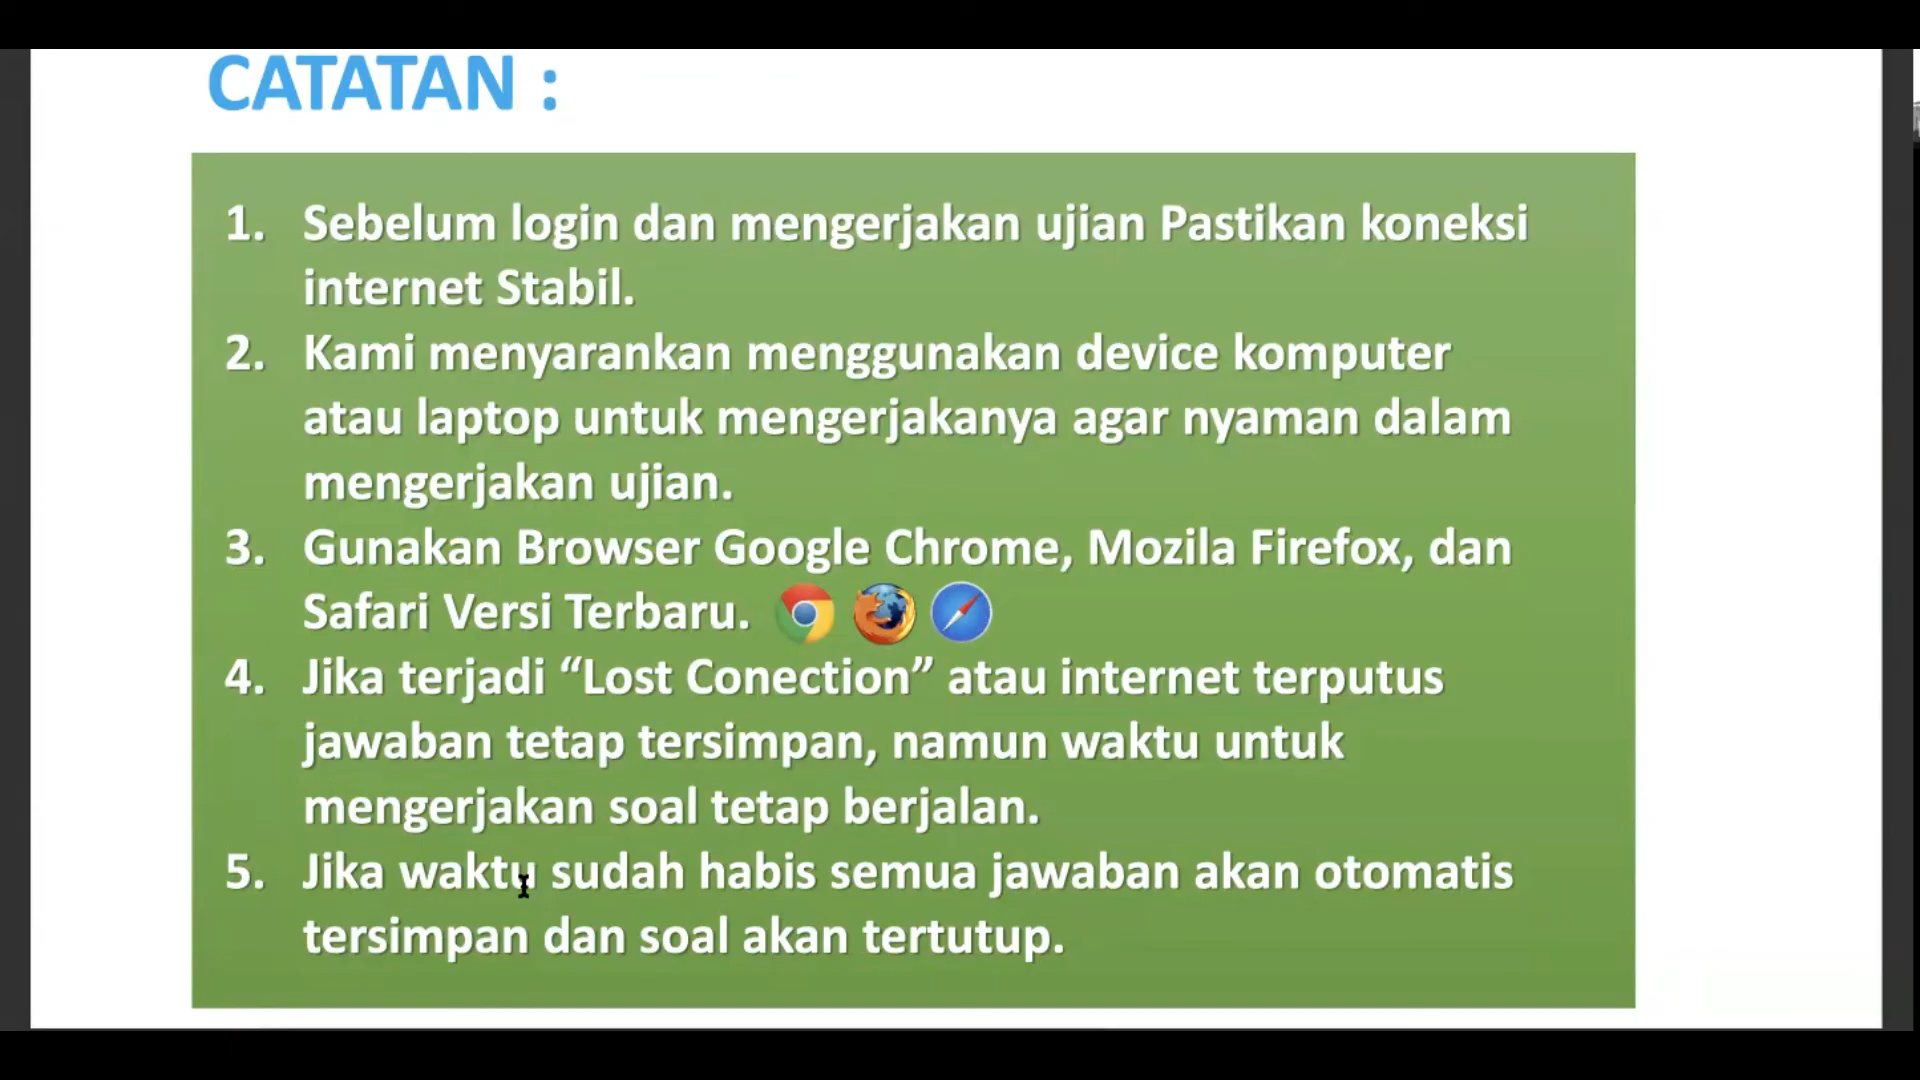 CATATAN :
1. Sebelum login dan mengerjakan ujian Pastikan koneksi
internet Stabil.
2. Kami menyarankan menggunakan device komputer
atau laptop untuk mengerjakanya agar nyaman dalam
mengerjakan ujian.
3. Gunakan Browser Google Chrome, Mozila Firefox, dan
Safari Versi Terbaru.
4. Jika terjadi “Lost Conection” atau internet terputus
jawaban tetap tersimpan, namun waktu untuk
mengerjakan soal tetap berjalan.
5. Jika waktu sudah habis semua jawaban akan otomatis
tersimpan dan soal akan tertutup.